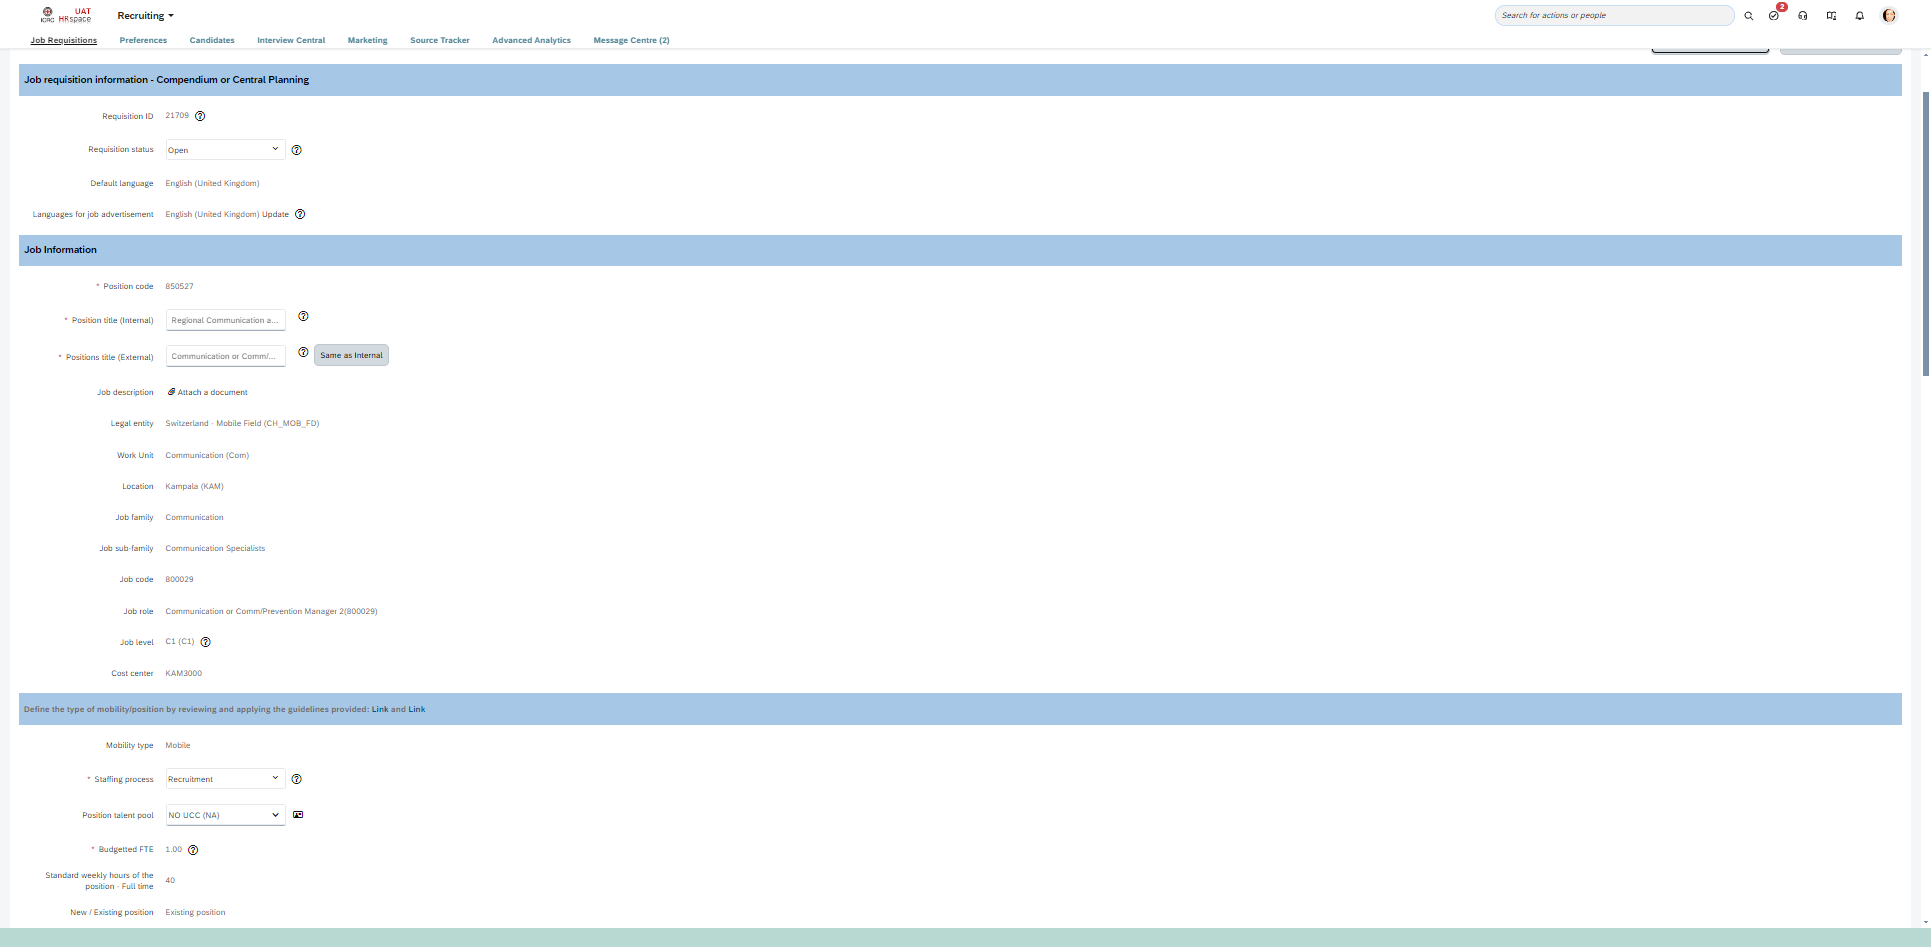 ICRC UAT HRspace Recruiting Search for actions or people 2
Job Requisitions Preferences Candidates Interview Central Marketing Source Tracker Advanced Analytics Message Centre (2)
Job requisition information - Compendium or Central Planning
Requisition ID 21709
Requisition status Open
Default language English (United Kingdom)
Languages for job advertisement English (United Kingdom) Update
Job Information
* Position code 850527
* Position title (Internal) Regional Communication a...
* Positions title (External) Communication or Comm/... Same as Internal
Job description Attach a document
Legal entity Switzerland - Mobile Field (CH_MOB_FD)
Work Unit Communication (Com)
Location Kampala (KAM)
Job family Communication
Job sub-family Communication Specialists
Job code 800029
Job role Communication or Comm/Prevention Manager 2(800029)
Job level C1 (C1)
Cost center KAM3000
Define the type of mobility/position by reviewing and applying the guidelines provided: Link and Link
Mobility type Mobile
* Staffing process Recruitment
Position talent pool NO UCC (NA)
* Budgetted FTE 1.00
Standard weekly hours of the
position - Full time 40
New / Existing position Existing position